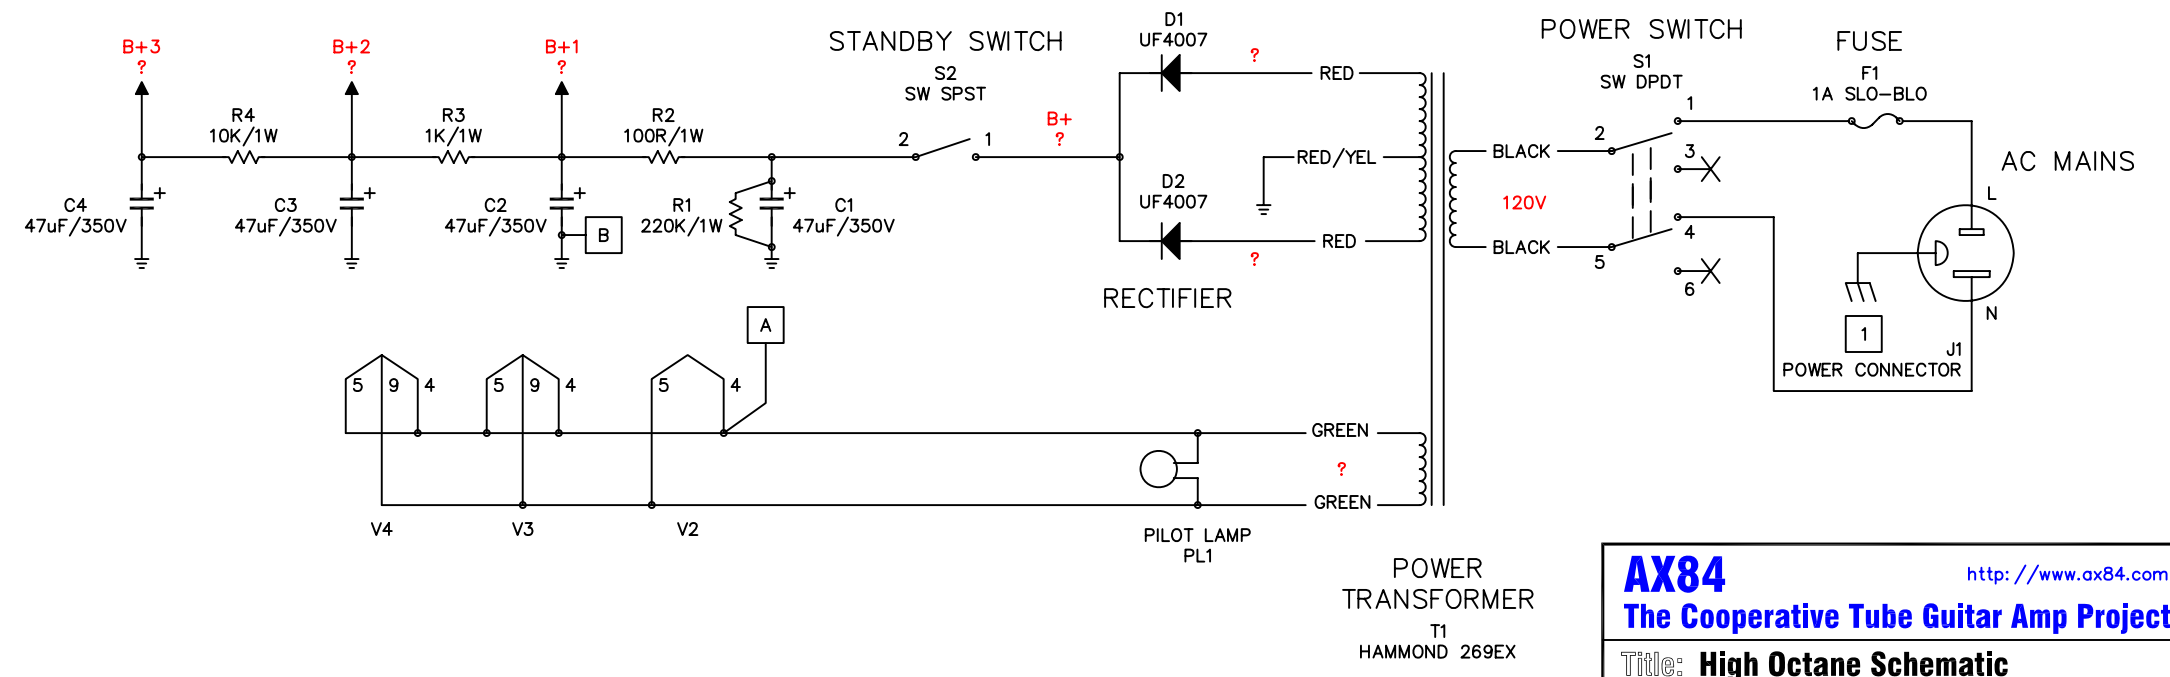 B+3
?
B+2
?
B+1
?
STANDBY SWITCH
S2
SW SPST
D1
UF4007
?
RED
POWER SWITCH
S1
SW DPDT
FUSE
F1
1A SLO-BLO
R4
10K/1W
R3
1K/1W
R2
100R/1W
2
1
B+
?
RED/YEL
BLACK
120V
BLACK
1
2
3
4
5
6
AC MAINS
L
N
C4
47uF/350V
+
C3
47uF/350V
+
C2
47uF/350V
+
B
R1
220K/1W
+
C1
47uF/350V
D2
UF4007
RED
?
RECTIFIER
1
J1
POWER CONNECTOR
A
5
9
4
5
9
4
5
4
GREEN
?
GREEN
V4
V3
V2
PILOT LAMP
PL1
POWER
TRANSFORMER
T1
HAMMOND 269EX
AX84
http://www.ax84.com
The Cooperative Tube Guitar Amp Project
Title: High Octane Schematic